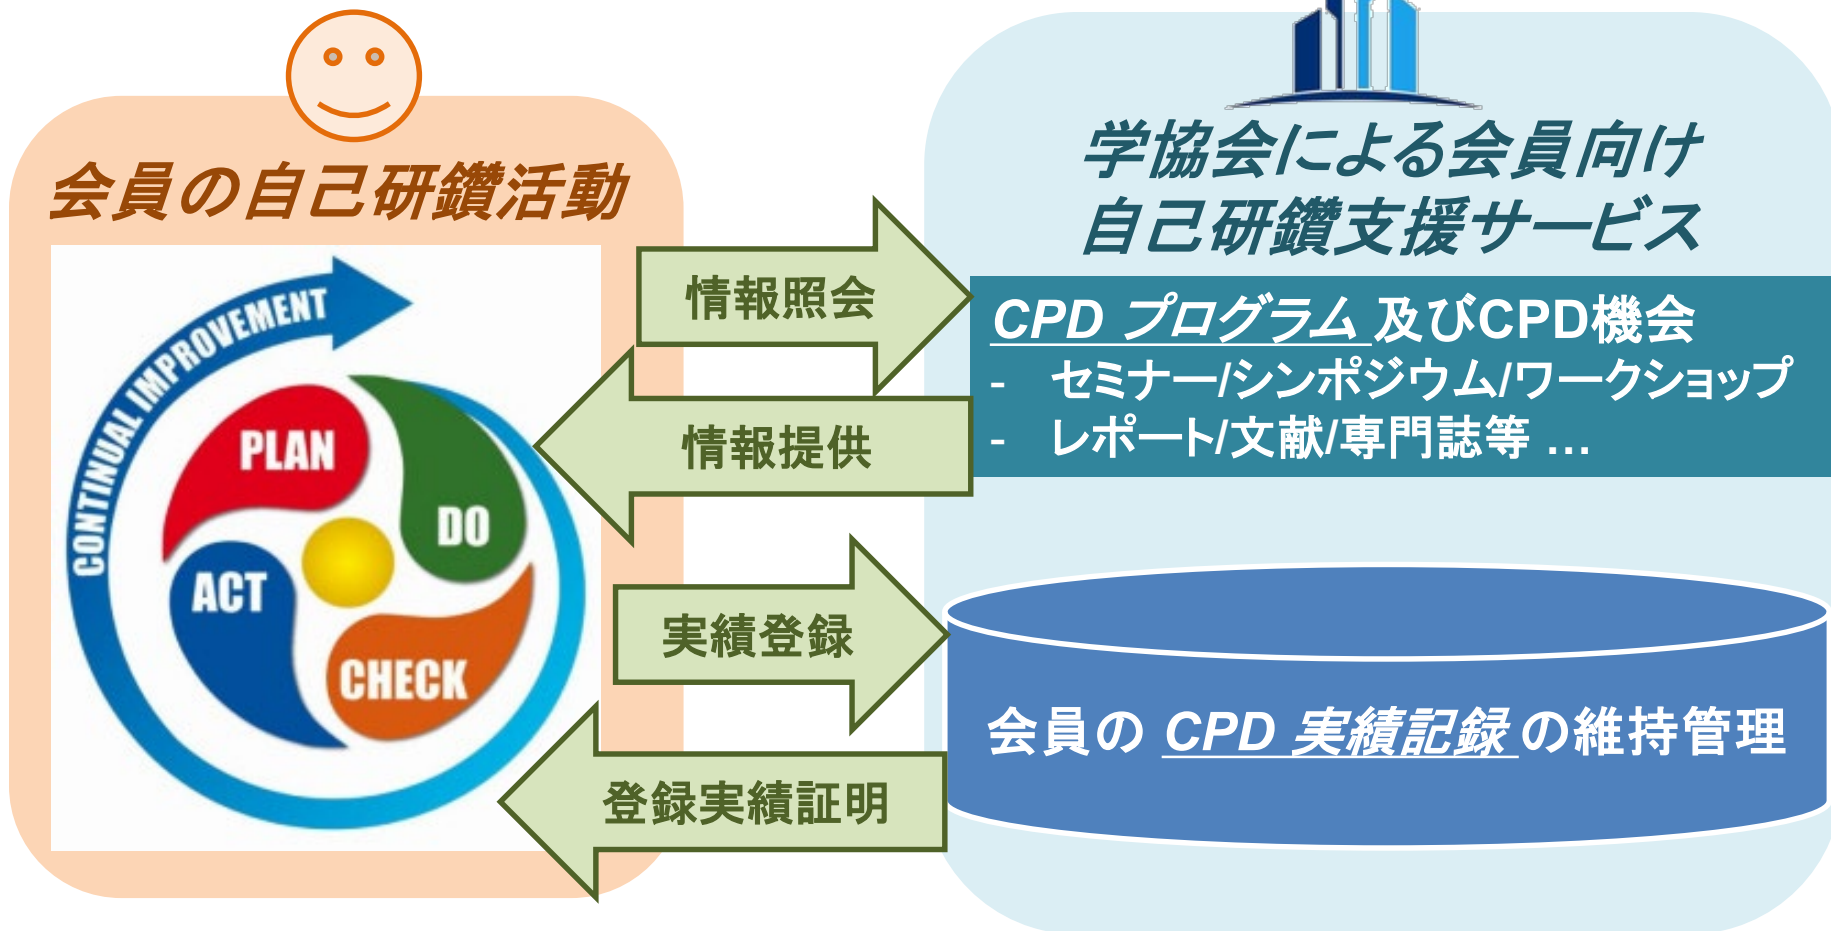 会員の自己研鑽活動
CONTINUAL IMPROVEMENT
PLAN
DO
ACT
CHECK
情報照会
情報提供
実績登録
登録実績証明
学協会による会員向け
自己研鑽支援サービス
CPD プログラム 及びCPD機会
- セミナー/シンポジウム/ワークショップ
- レポート/文献/専門誌等 ...
会員の CPD 実績記録 の維持管理